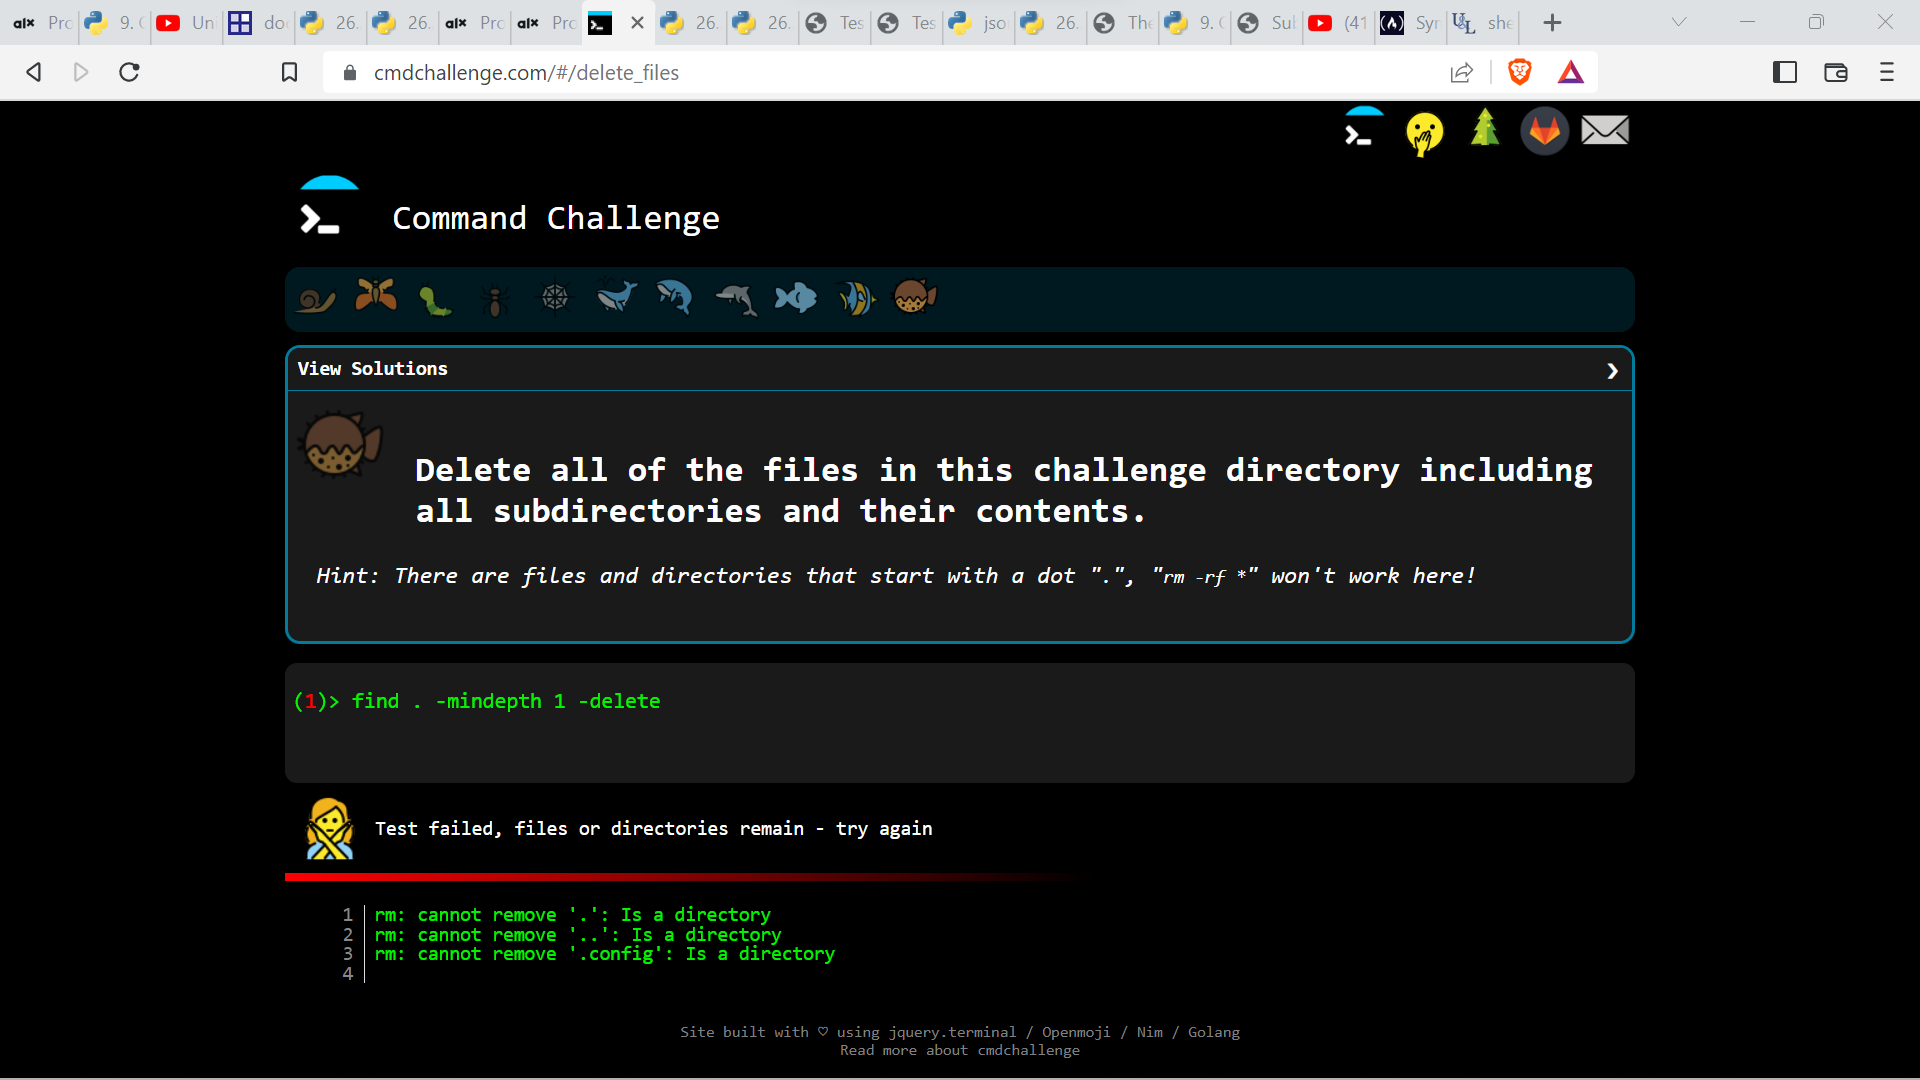 Pro
9. 
Un
do
26.
26.
Pro
Pro
26.
26.
Tes
Tes
jso
26.
The
9. 
Sul
(41
Syr
she
cmdchallenge.com/#/delete_files
Command Challenge
View Solutions
Delete all of the files in this challenge directory including
all subdirectories and their contents.
Hint: There are files and directories that start with a dot ".", "rm -rf *" won't work here!
(1)> find . -mindepth 1 -delete
Test failed, files or directories remain - try again
1 rm: cannot remove '.': Is a directory
2 rm: cannot remove '..': Is a directory
3 rm: cannot remove '.config': Is a directory
4
Site built with ♡ using jquery.terminal / Openmoji / Nim / Golang
Read more about cmdchallenge